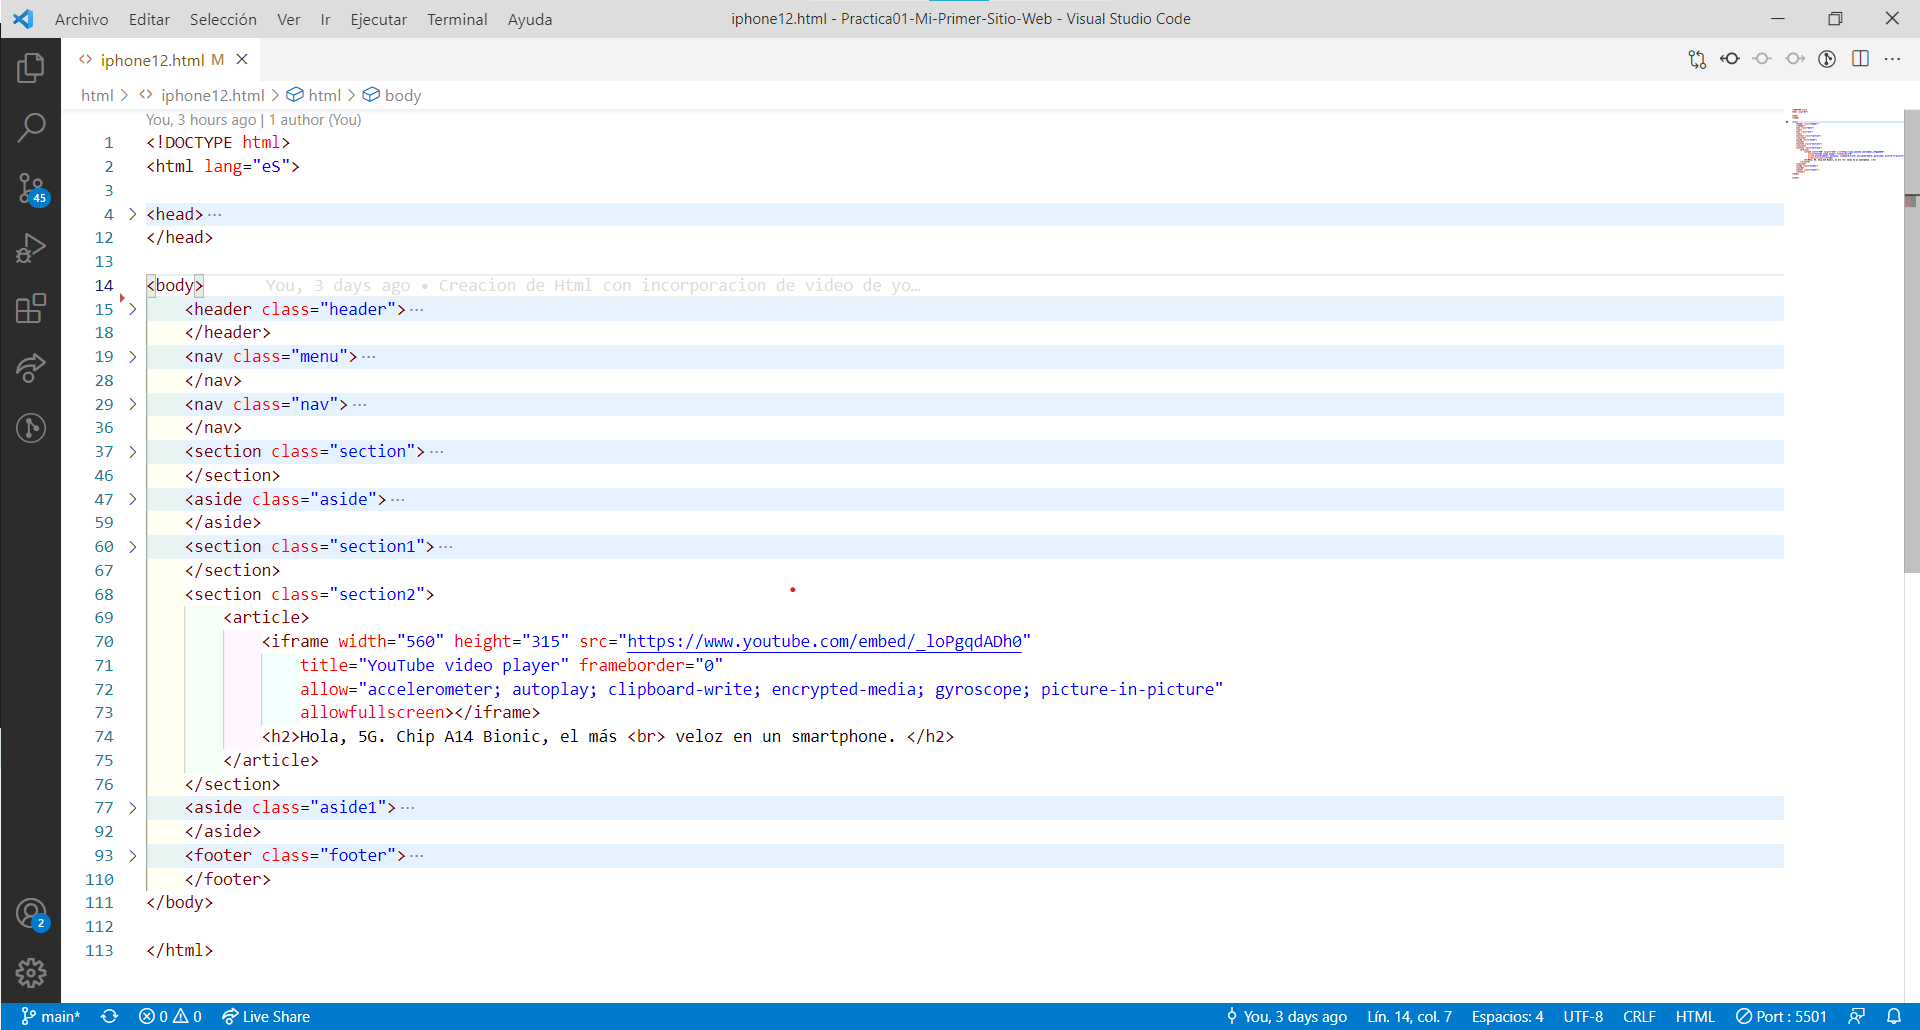 Archivo Editar Selección Ver Ir Ejecutar Terminal Ayuda iphone12.html - Practica01-Mi-Primer-Sitio-Web - Visual Studio Code
iphone12.html M
html > iphone12.html > html > body
You, 3 hours ago | 1 author (You)
1 <!DOCTYPE html>
2 <html lang="eS">
3
4 <head>···
12 </head>
13
14 <body> You, 3 days ago • Creacion de Html con incorporacion de video de yo…
15 <header class="header">···
18 </header>
19 <nav class="menu">···
28 </nav>
29 <nav class="nav">···
36 </nav>
37 <section class="section">···
46 </section>
47 <aside class="aside">···
59 </aside>
60 <section class="section1">···
67 </section>
68 <section class="section2">
69 <article>
70 <iframe width="560" height="315" src="https://www.youtube.com/embed/_loPgqdADh0"
71 title="YouTube video player" frameborder="0"
72 allow="accelerometer; autoplay; clipboard-write; encrypted-media; gyroscope; picture-in-picture"
73 allowfullscreen></iframe>
74 <h2>Hola, 5G. Chip A14 Bionic, el más <br> veloz en un smartphone. </h2>
75 </article>
76 </section>
77 <aside class="aside1">···
92 </aside>
93 <footer class="footer">···
110 </footer>
111 </body>
112
113 </html>
45
2
main* 0 0 Live Share You, 3 days ago Lín. 14, col. 7 Espacios: 4 UTF-8 CRLF HTML Port : 5501